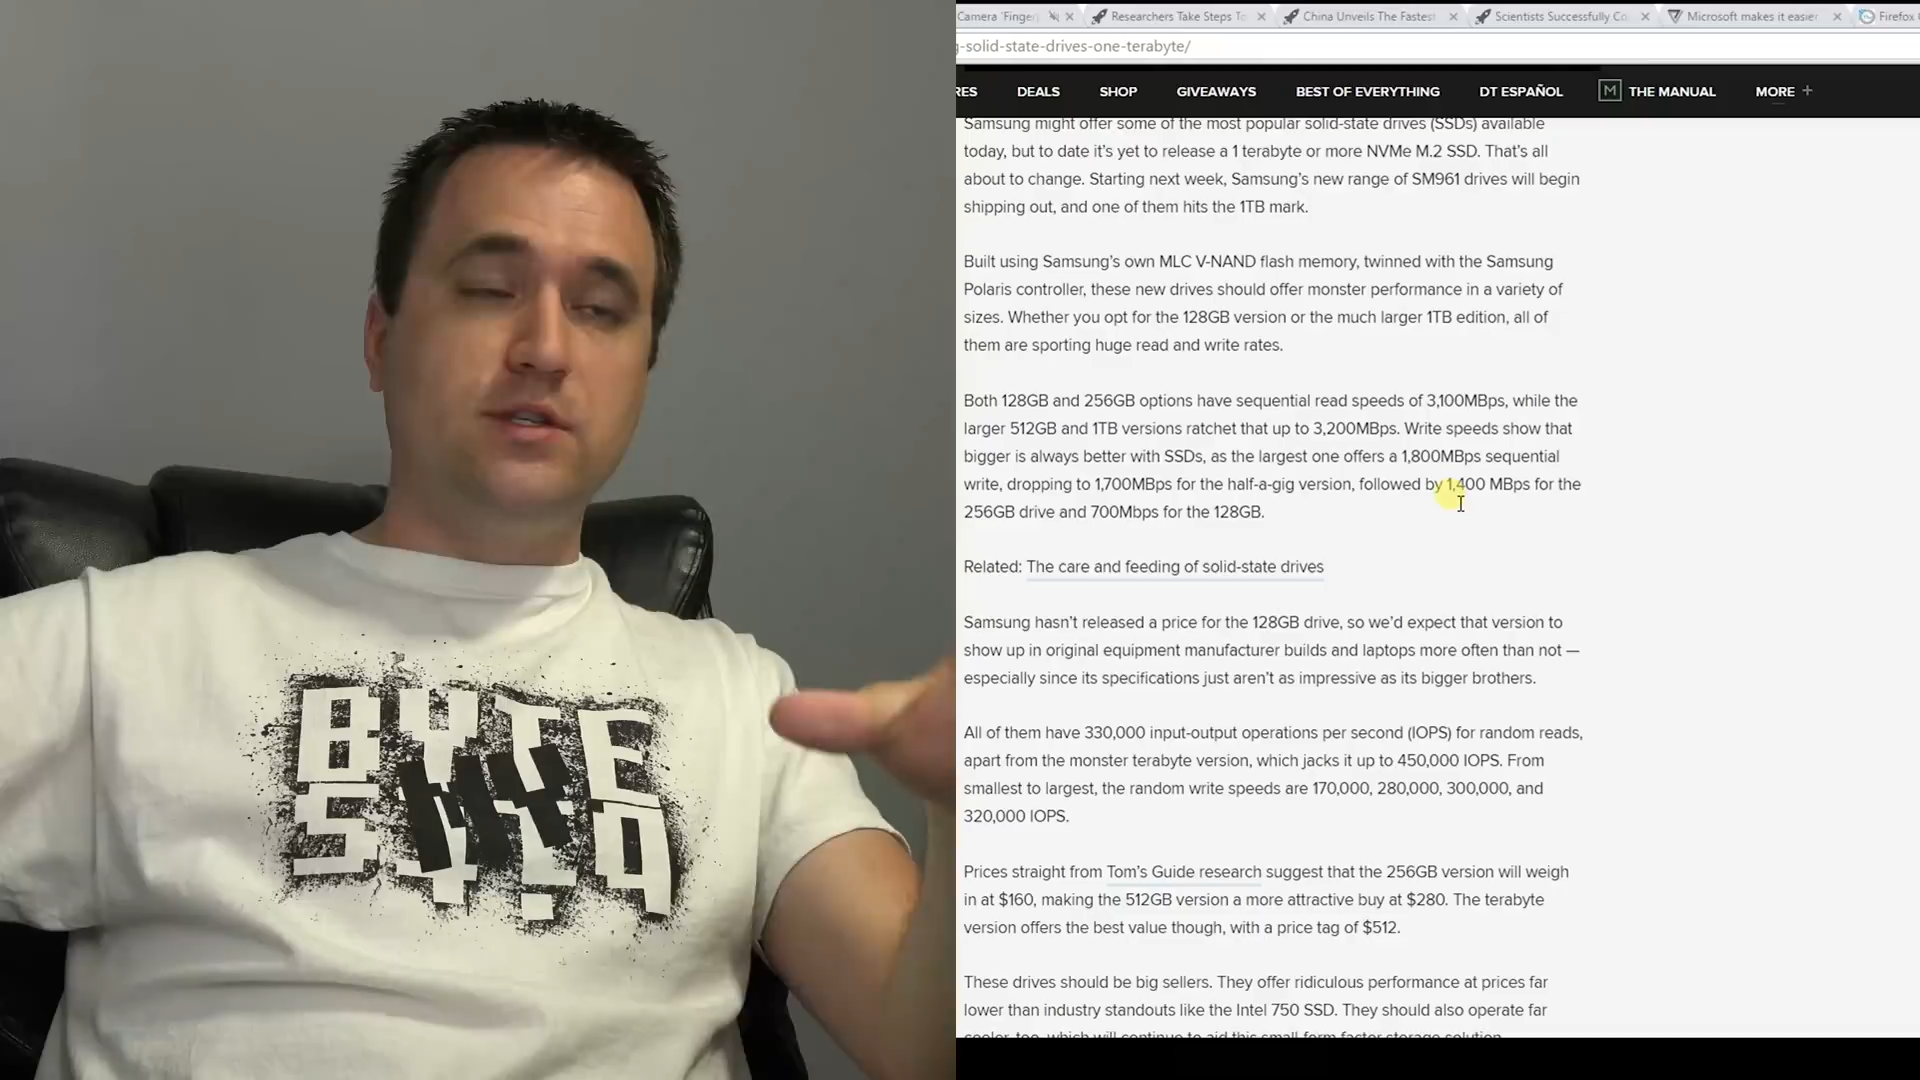 Camera 'Finger
Researchers Take Steps To
China Unveils The Fastest
Scientists Successfully Co
Microsoft makes it easier
Firefox
g-solid-state-drives-one-terabyte/
RES
DEALS
SHOP
GIVEAWAYS
BEST OF EVERYTHING
DT ESPAÑOL
M THE MANUAL
MORE +
Samsung might offer some of the most popular solid-state drives (SSDs) available
today, but to date it's yet to release a 1 terabyte or more NVMe M.2 SSD. That's all
about to change. Starting next week, Samsung's new range of SM961 drives will begin
shipping out, and one of them hits the 1TB mark.
Built using Samsung's own MLC V-NAND flash memory, twinned with the Samsung
Polaris controller, these new drives should offer monster performance in a variety of
sizes. Whether you opt for the 128GB version or the much larger 1TB edition, all of
them are sporting huge read and write rates.
Both 128GB and 256GB options have sequential read speeds of 3,100MBps, while the
larger 512GB and 1TB versions ratchet that up to 3,200MBps. Write speeds show that
bigger is always better with SSDs, as the largest one offers a 1,800MBps sequential
write, dropping to 1,700MBps for the half-a-gig version, followed by 1,400 MBps for the
256GB drive and 700Mbps for the 128GB.
Related: The care and feeding of solid-state drives
Samsung hasn't released a price for the 128GB drive, so we'd expect that version to
show up in original equipment manufacturer builds and laptops more often than not —
especially since its specifications just aren't as impressive as its bigger brothers.
All of them have 330,000 input-output operations per second (IOPS) for random reads,
apart from the monster terabyte version, which jacks it up to 450,000 IOPS. From
smallest to largest, the random write speeds are 170,000, 280,000, 300,000, and
320,000 IOPS.
Prices straight from Tom's Guide research suggest that the 256GB version will weigh
in at $160, making the 512GB version a more attractive buy at $280. The terabyte
version offers the best value though, with a price tag of $512.
These drives should be big sellers. They offer ridiculous performance at prices far
lower than industry standouts like the Intel 750 SSD. They should also operate far
cooler, too, which will continue to aid this small form factor storage solution
BYTE
MY